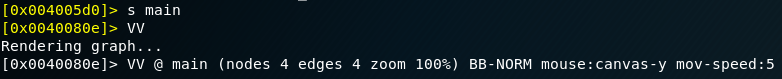 [0x004005d0]> s main
[0x0040080e]> VV
Rendering graph...
[0x0040080e]> VV @ main (nodes 4 edges 4 zoom 100%) BB-NORM mouse:canvas-y mov-speed:5